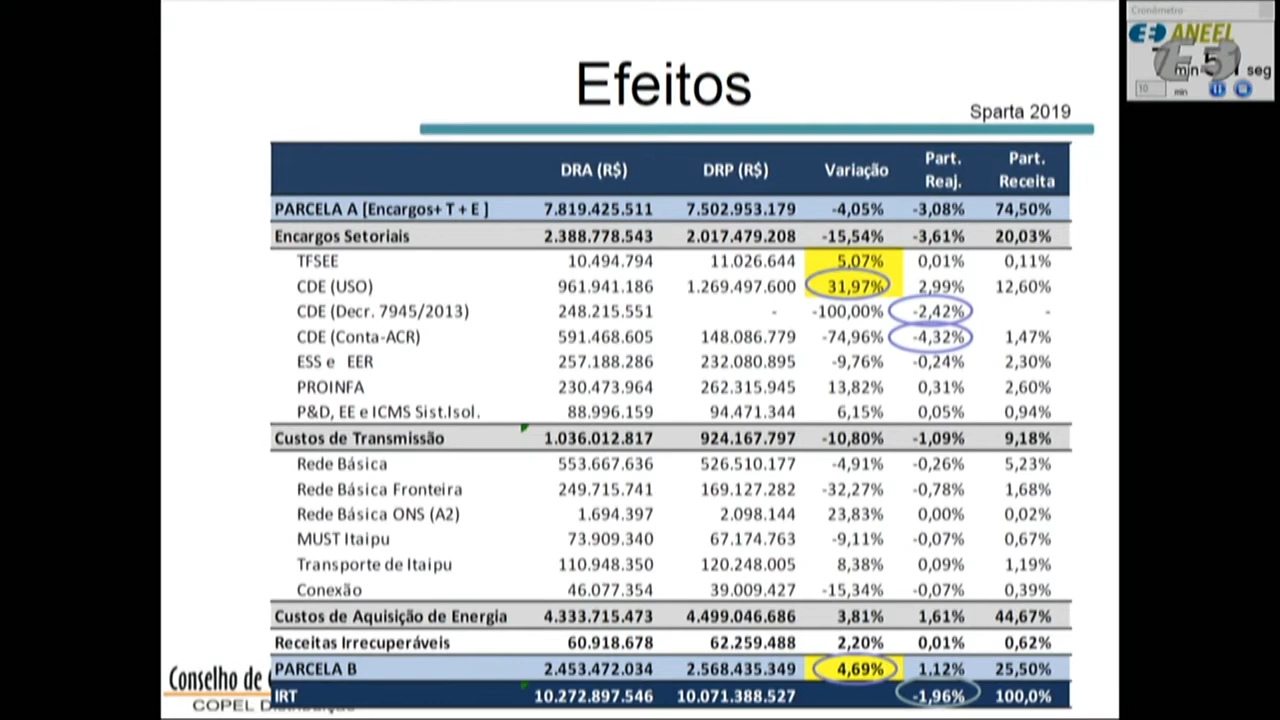 Cronômetro
ANEEL
min seg
10 min
Efeitos
Sparta 2019
DRA (R$) DRP (R$) Variação Part. Reaj. Part. Receita
PARCELA A [Encargos+ T + E ] 7.819.425.511 7.502.953.179 -4,05% -3,08% 74,50%
Encargos Setoriais 2.388.778.543 2.017.479.208 -15,54% -3,61% 20,03%
TFSEE 10.494.794 11.026.644 5,07% 0,01% 0,11%
CDE (USO) 961.941.186 1.269.497.600 31,97% 2,99% 12,60%
CDE (Decr. 7945/2013) 248.215.551 - -100,00% -2,42% -
CDE (Conta-ACR) 591.468.605 148.086.779 -74,96% -4,32% 1,47%
ESS e EER 257.188.286 232.080.895 -9,76% -0,24% 2,30%
PROINFA 230.473.964 262.315.945 13,82% 0,31% 2,60%
P&D, EE e ICMS Sist.Isol. 88.996.159 94.471.344 6,15% 0,05% 0,94%
Custos de Transmissão 1.036.012.817 924.167.797 -10,80% -1,09% 9,18%
Rede Básica 553.667.636 526.510.177 -4,91% -0,26% 5,23%
Rede Básica Fronteira 249.715.741 169.127.282 -32,27% -0,78% 1,68%
Rede Básica ONS (A2) 1.694.397 2.098.144 23,83% 0,00% 0,02%
MUST Itaipu 73.909.340 67.174.763 -9,11% -0,07% 0,67%
Transporte de Itaipu 110.948.350 120.248.005 8,38% 0,09% 1,19%
Conexão 46.077.354 39.009.427 -15,34% -0,07% 0,39%
Custos de Aquisição de Energia 4.333.715.473 4.499.046.686 3,81% 1,61% 44,67%
Receitas Irrecuperáveis 60.918.678 62.259.488 2,20% 0,01% 0,62%
PARCELA B 2.453.472.034 2.568.435.349 4,69% 1,12% 25,50%
IRT 10.272.897.546 10.071.388.527 -1,96% 100,0%
Conselho de
COPEL